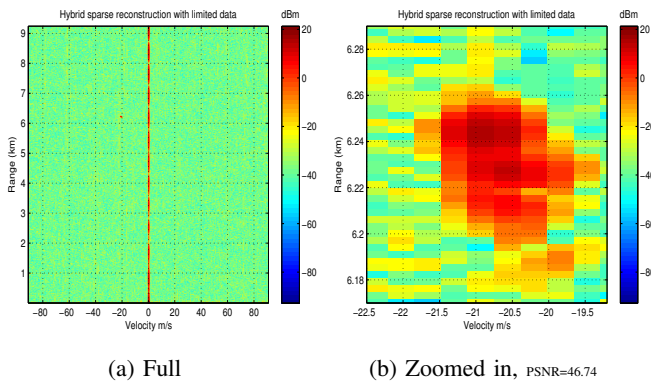 Hybrid sparse reconstruction with limited data
dBm
9
8
7
6
5
4
3
2
1
Range (km)
−80 −60 −40 −20 0 20 40 60 80
Velocity m/s
20
0
−20
−40
−60
−80
(a) Full
Hybrid sparse reconstruction with limited data
dBm
6.28
6.26
6.24
6.22
6.2
6.18
Range (km)
−22.5 −22 −21.5 −21 −20.5 −20 −19.5
Velocity m/s
20
0
−20
−40
−60
−80
(b) Zoomed in, PSNR=46.74